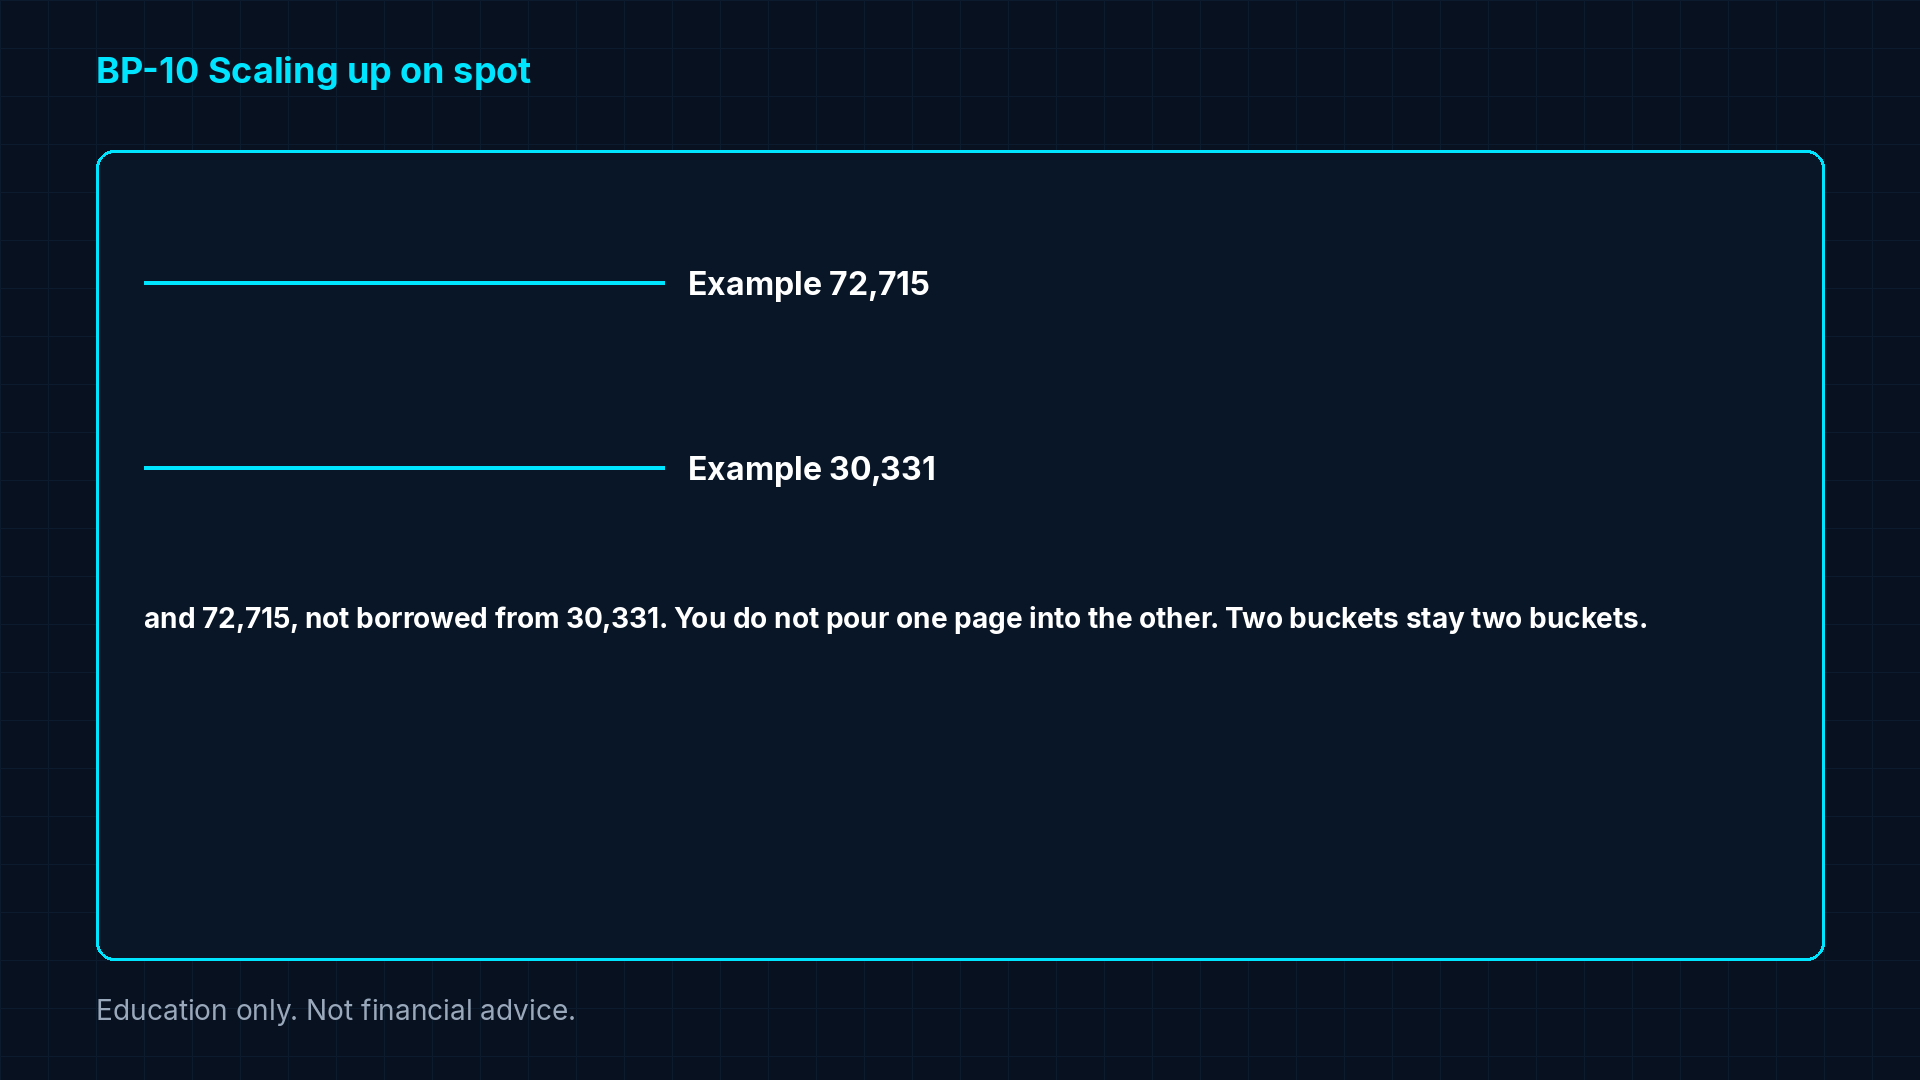 BP-10 Scaling up on spot
Example 72,715
Example 30,331
and 72,715, not borrowed from 30,331. You do not pour one page into the other. Two buckets stay two buckets.
Education only. Not financial advice.